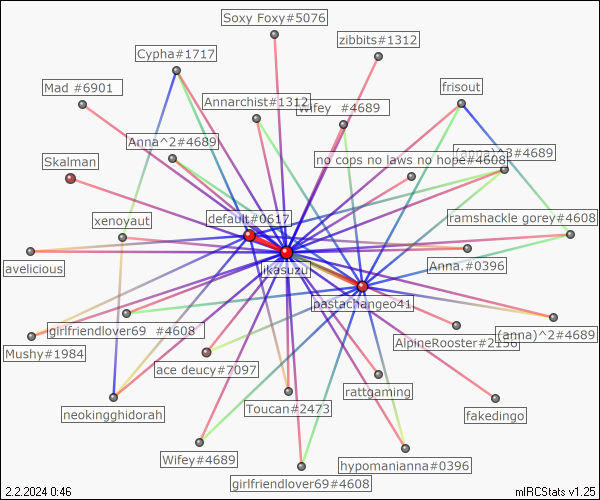 Soxy Foxy#5076
zibbits#1312
Cypha#1717
Mad #6901
frisout
Annarchist#1312
Wifey #4689
Anna^2#4689
(anna)^3#4689
no cops no laws no hope#4608
Skalman
default#0617
ramshackle gorey#4608
xenoyaut
avelicious
ikasuzu
Anna.#0396
pastachangeo41
girlfriendlover69 #4608
(anna)^2#4689
Mushy#1984
AlpineRooster#2156
ace deucy#7097
rattgaming
neokingghidorah
Toucan#2473
fakedingo
Wifey#4689
hypomanianna#0396
girlfriendlover69#4608
2.2.2024 0:46
mIRCStats v1.25